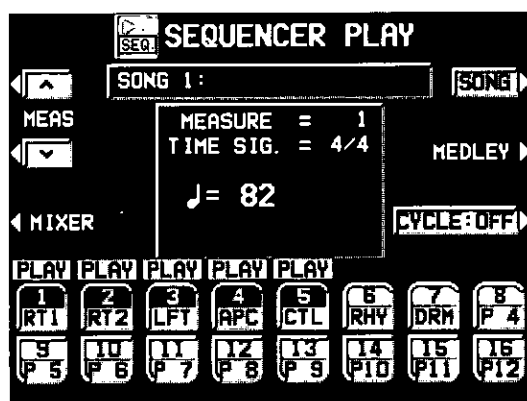 SEQ. SEQUENCER PLAY
SONG 1: SONG
MEAS
MEASURE = 1
TIME SIG. = 4/4
MEDLEY
♩= 82
MIXER CYCLE:OFF
PLAY PLAY PLAY PLAY PLAY
1 2 3 4 5 6 7 8
RT1 RT2 LFT APC CTL RHY DRM P 4
9 10 11 12 13 14 15 16
P 5 P 6 P 7 P 8 P 9 P10 P11 P12